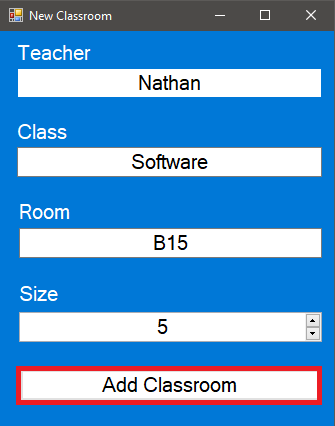 New Classroom
Teacher
Nathan
Class
Software
Room
B15
Size
5
Add Classroom